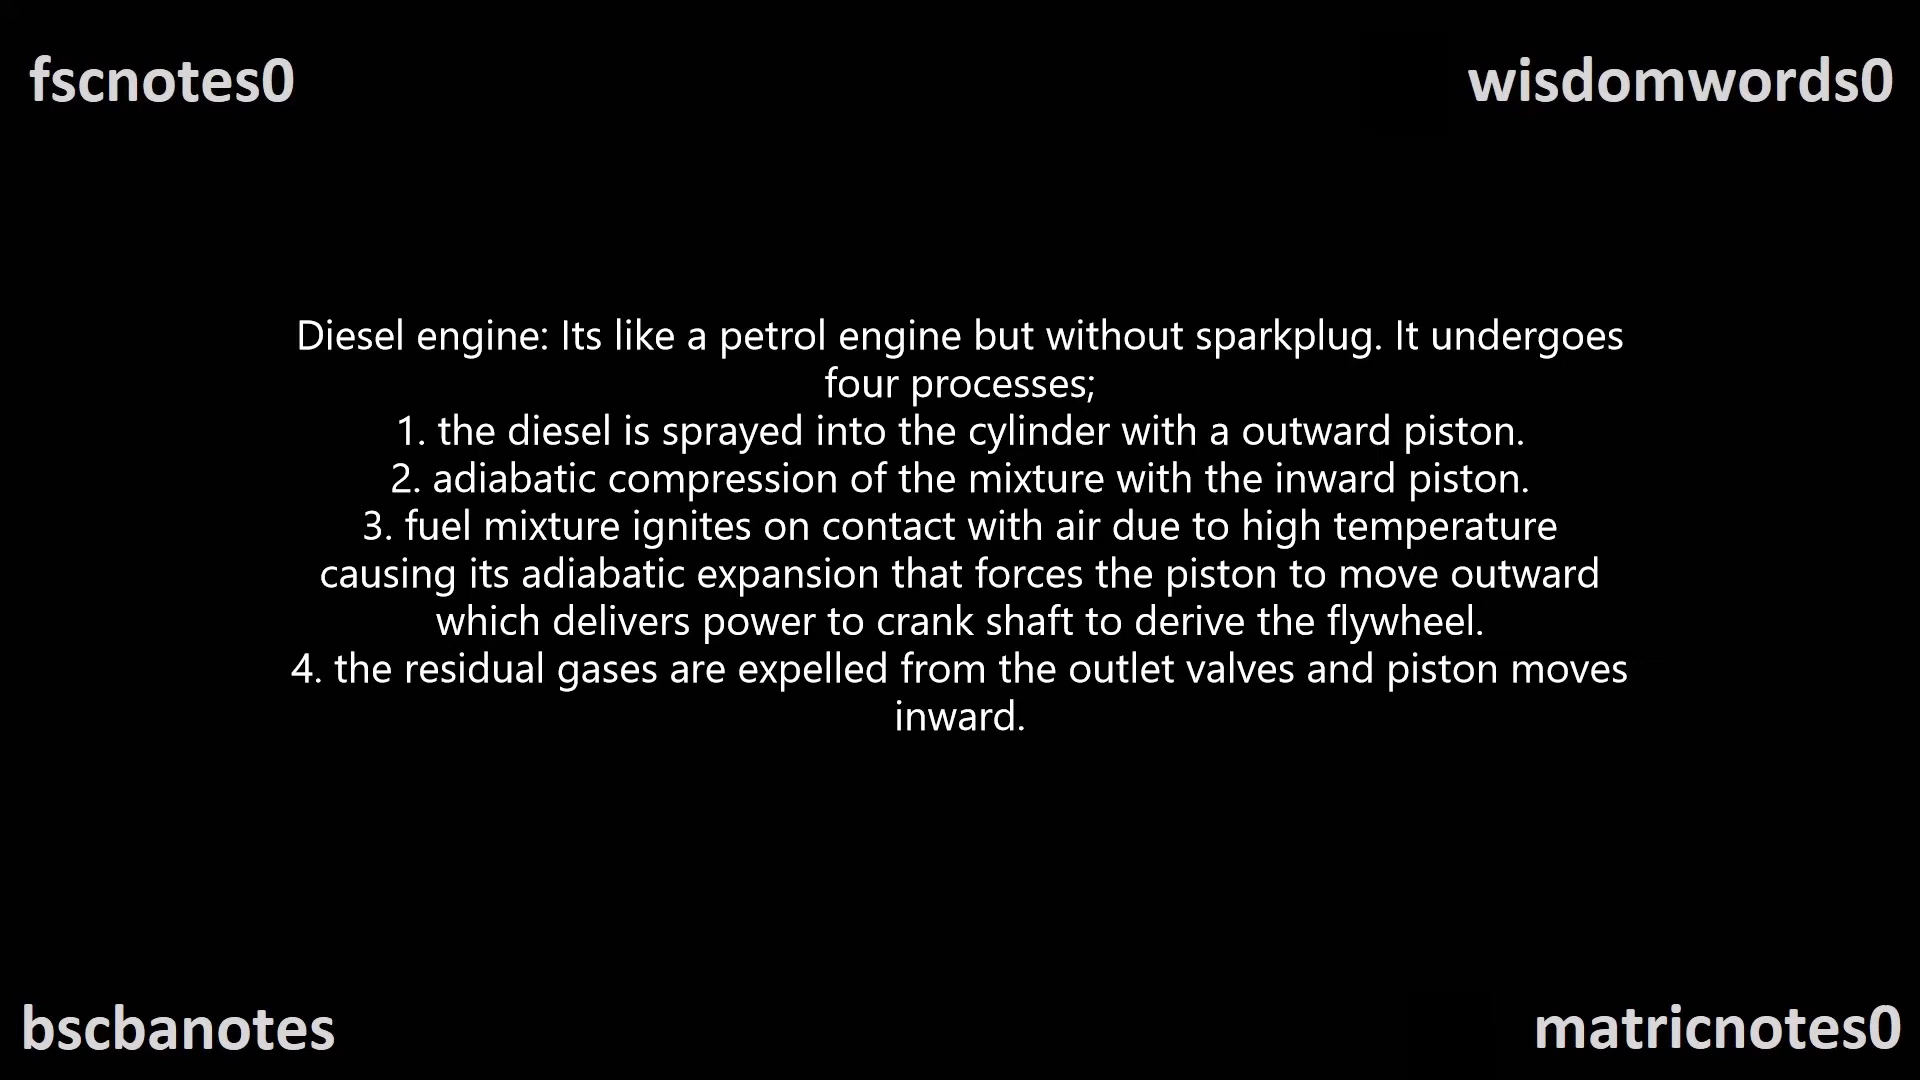 fscnotes0
wisdomwords0
Diesel engine: Its like a petrol engine but without sparkplug. It undergoes
four processes;
1. the diesel is sprayed into the cylinder with a outward piston.
2. adiabatic compression of the mixture with the inward piston.
3. fuel mixture ignites on contact with air due to high temperature
causing its adiabatic expansion that forces the piston to move outward
which delivers power to crank shaft to derive the flywheel.
4. the residual gases are expelled from the outlet valves and piston moves
inward.
bscbanotes
matricnotes0